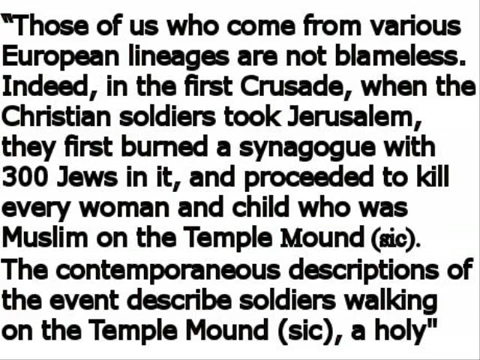 “Those of us who come from various
European lineages are not blameless.
Indeed, in the first Crusade, when the
Christian soldiers took Jerusalem,
they first burned a synagogue with
300 Jews in it, and proceeded to kill
every woman and child who was
Muslim on the Temple Mound (sic).
The contemporaneous descriptions of
the event describe soldiers walking
on the Temple Mound (sic), a holy"